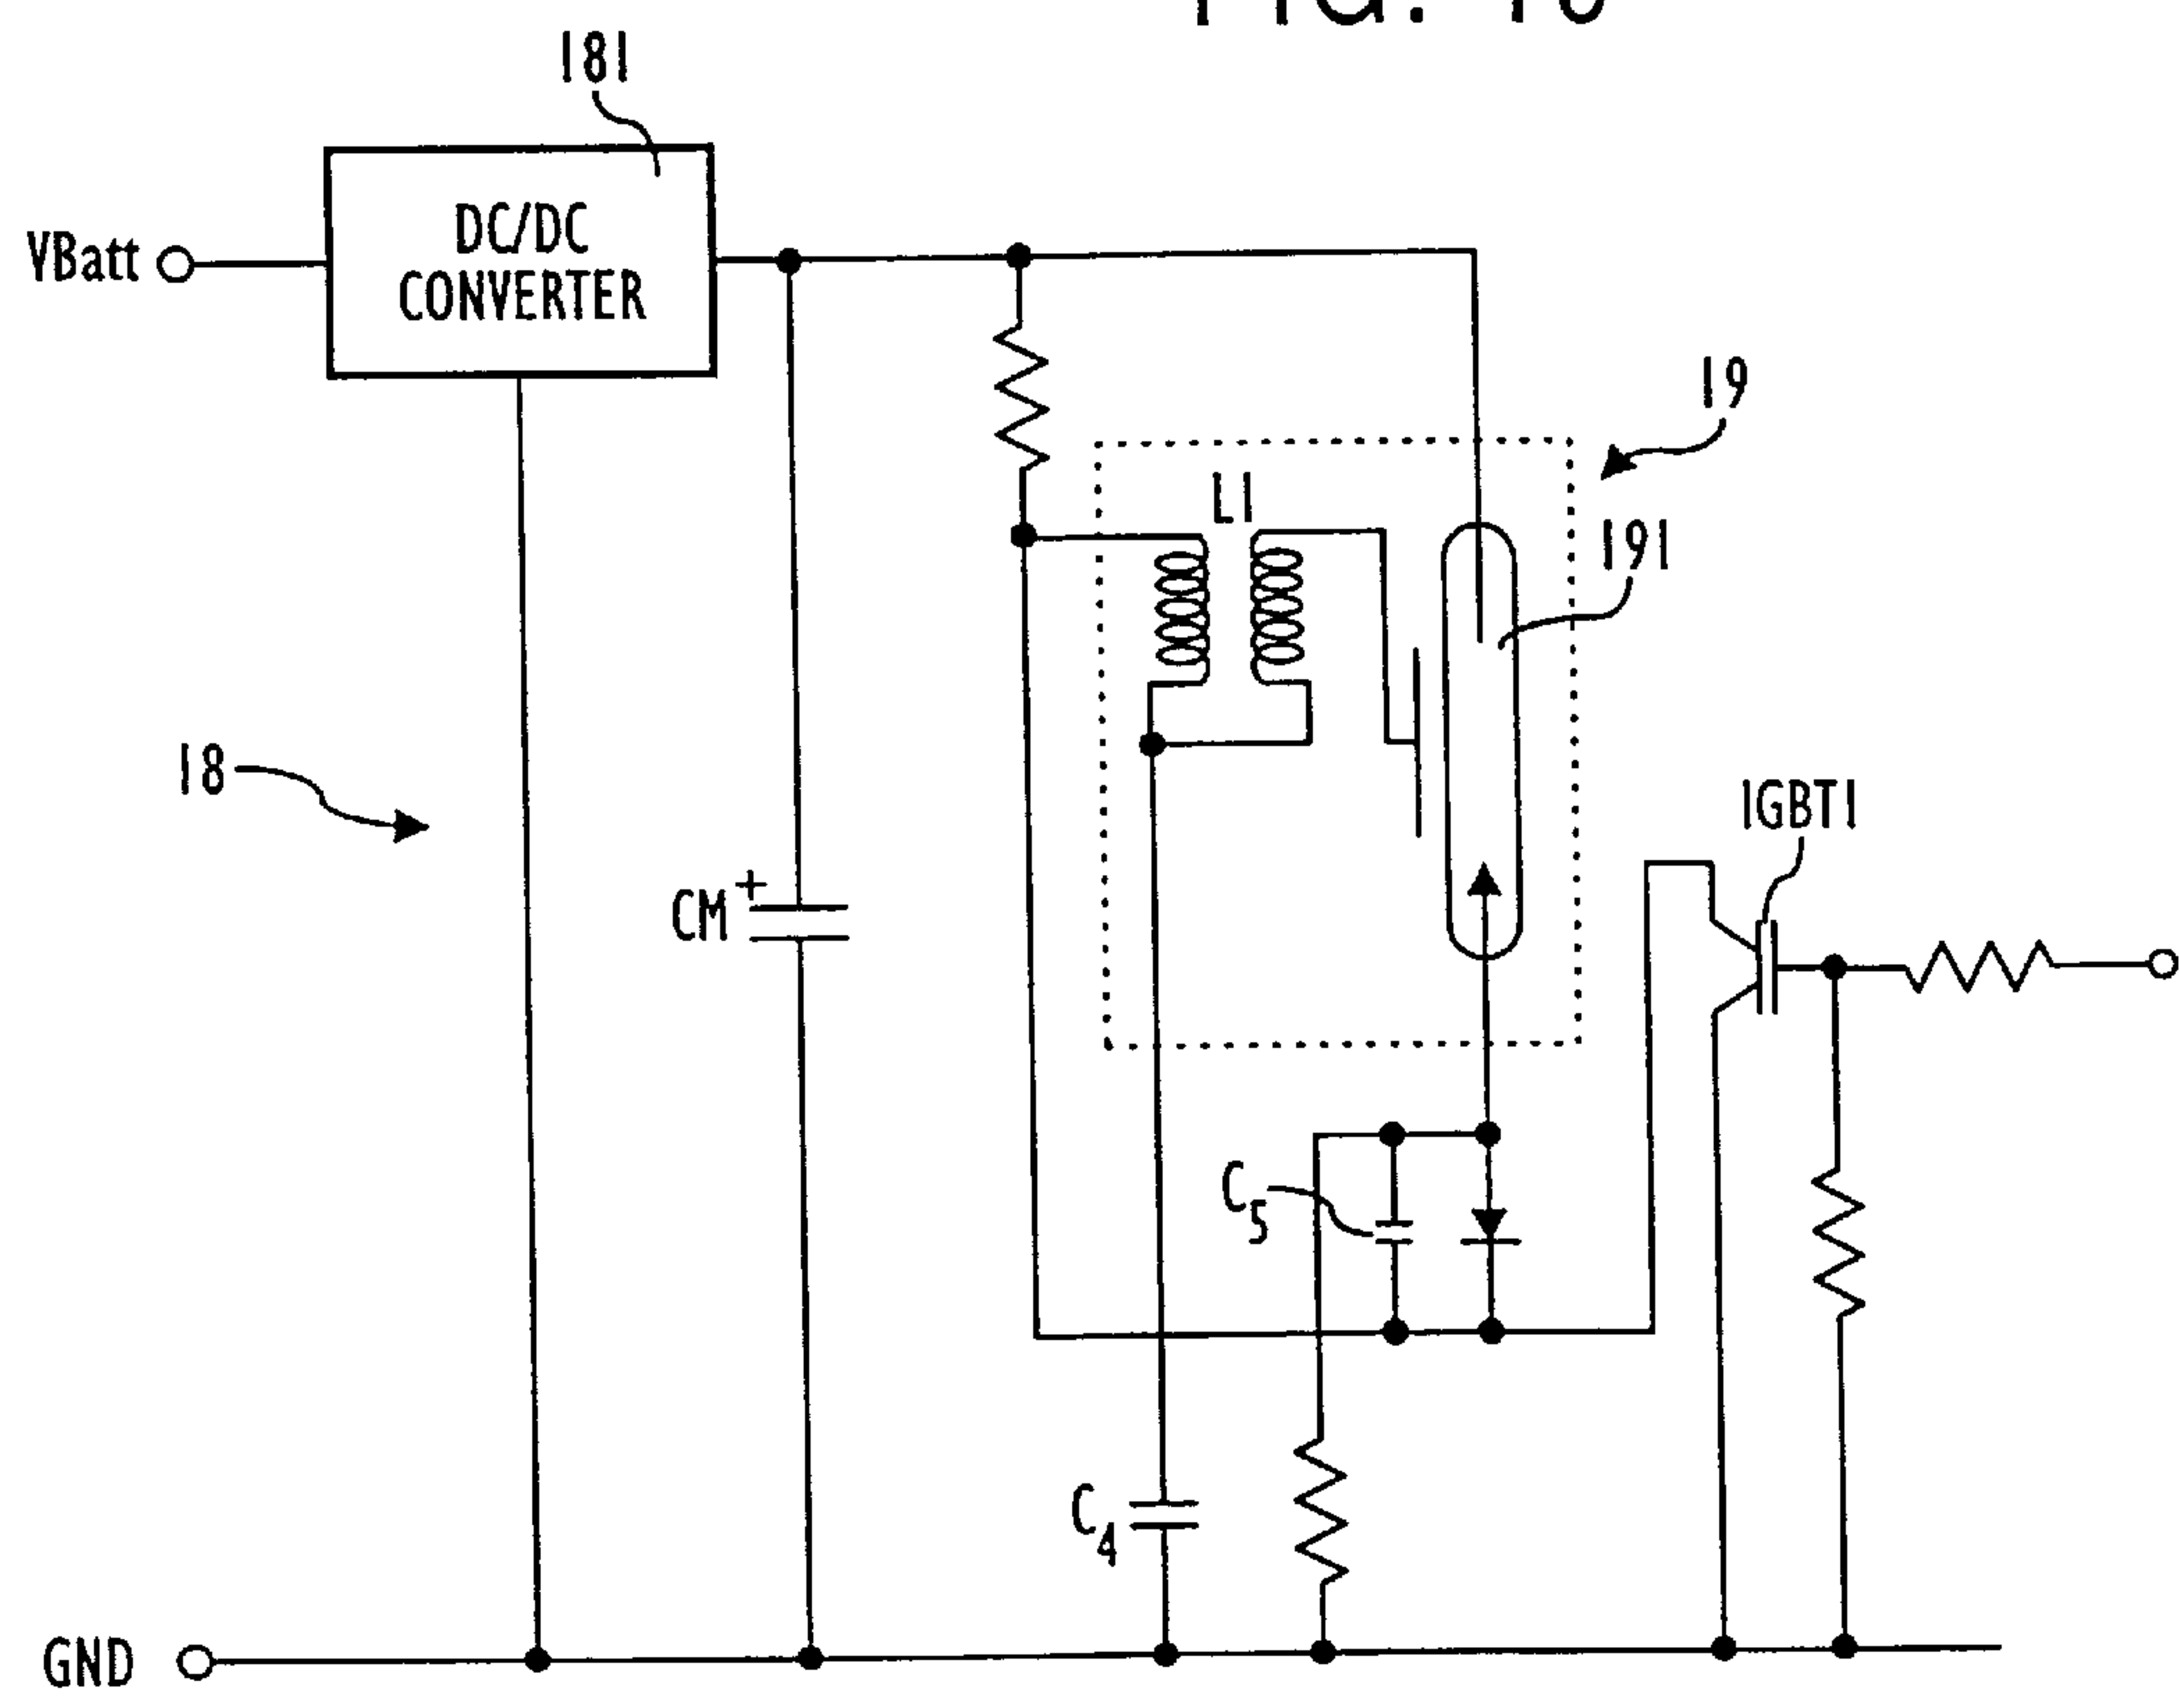 181
DC/DC
CONVERTER
VBatt
19
L1
191
18
IGBT1
CM
+
C5
C4
GND